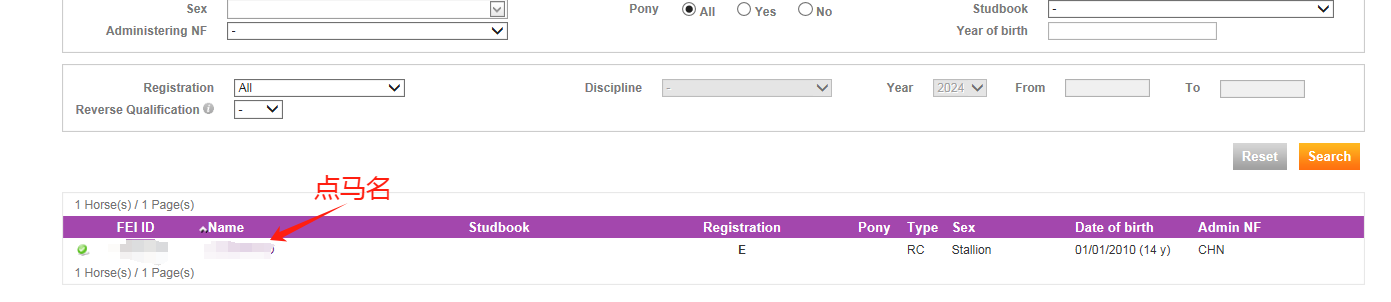 Sex Pony All Yes No Studbook -
Administering NF - Year of birth
Registration All Discipline - Year 2024 From To
Reverse Qualification i -
Reset Search
点马名
1 Horse(s) / 1 Page(s)
FEI ID Name Studbook Registration Pony Type Sex Date of birth Admin NF
E RC Stallion 01/01/2010 (14 y) CHN
1 Horse(s) / 1 Page(s)